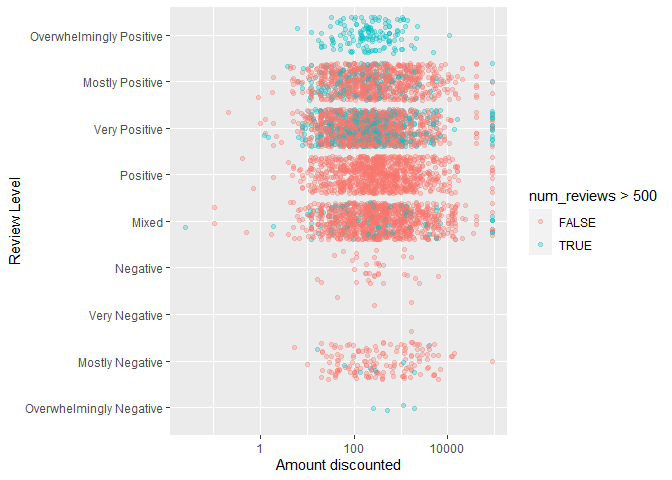 Overwhelmingly Positive
Mostly Positive
Very Positive
Positive
Mixed
Negative
Very Negative
Mostly Negative
Overwhelmingly Negative
Review Level
1
100
10000
Amount discounted
num_reviews > 500
FALSE
TRUE